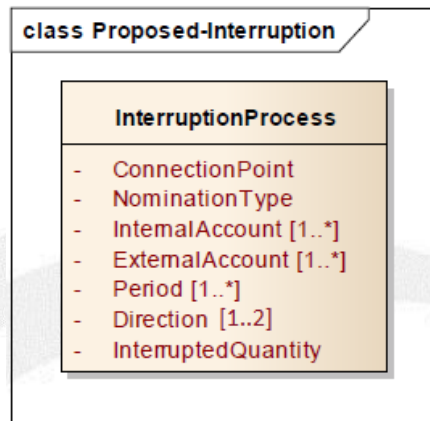 class Proposed-Interruption
InterruptionProcess
- ConnectionPoint
- NominationType
- InternalAccount [1..*]
- ExternalAccount [1..*]
- Period [1..*]
- Direction [1..2]
- InterruptedQuantity